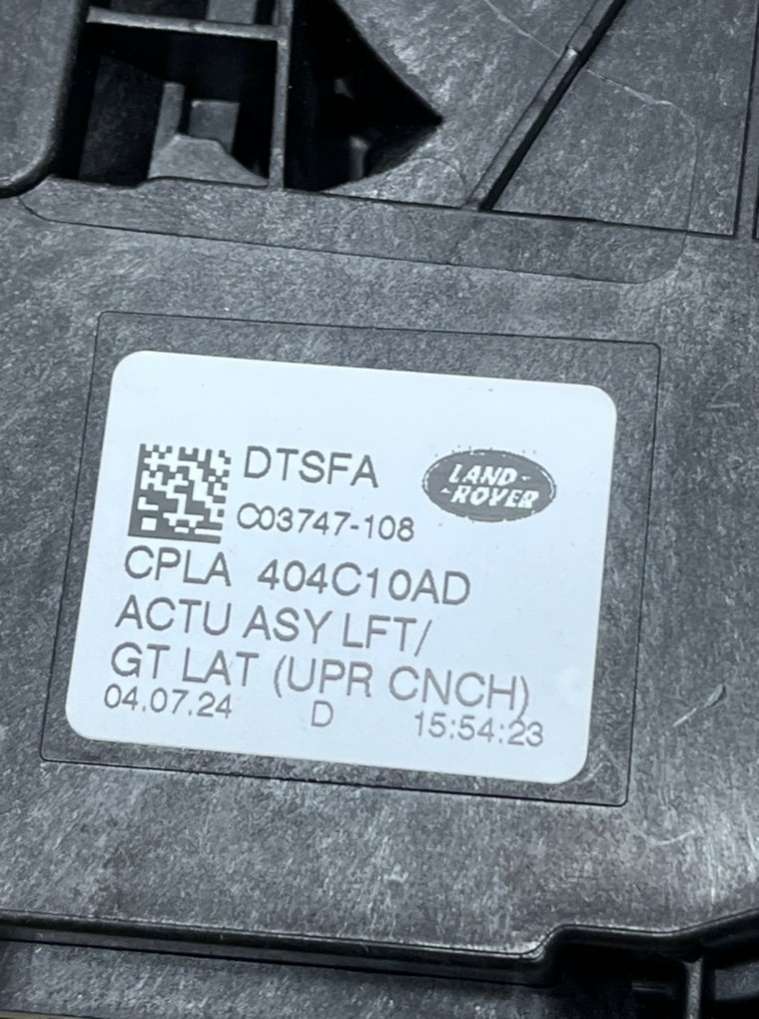 DTSFA
LAND-
-ROVER
C03747-108
CPLA 404C10AD
ACTU ASY LFT/
GT LAT (UPR CNCH)
04.07.24 D 15:54:23